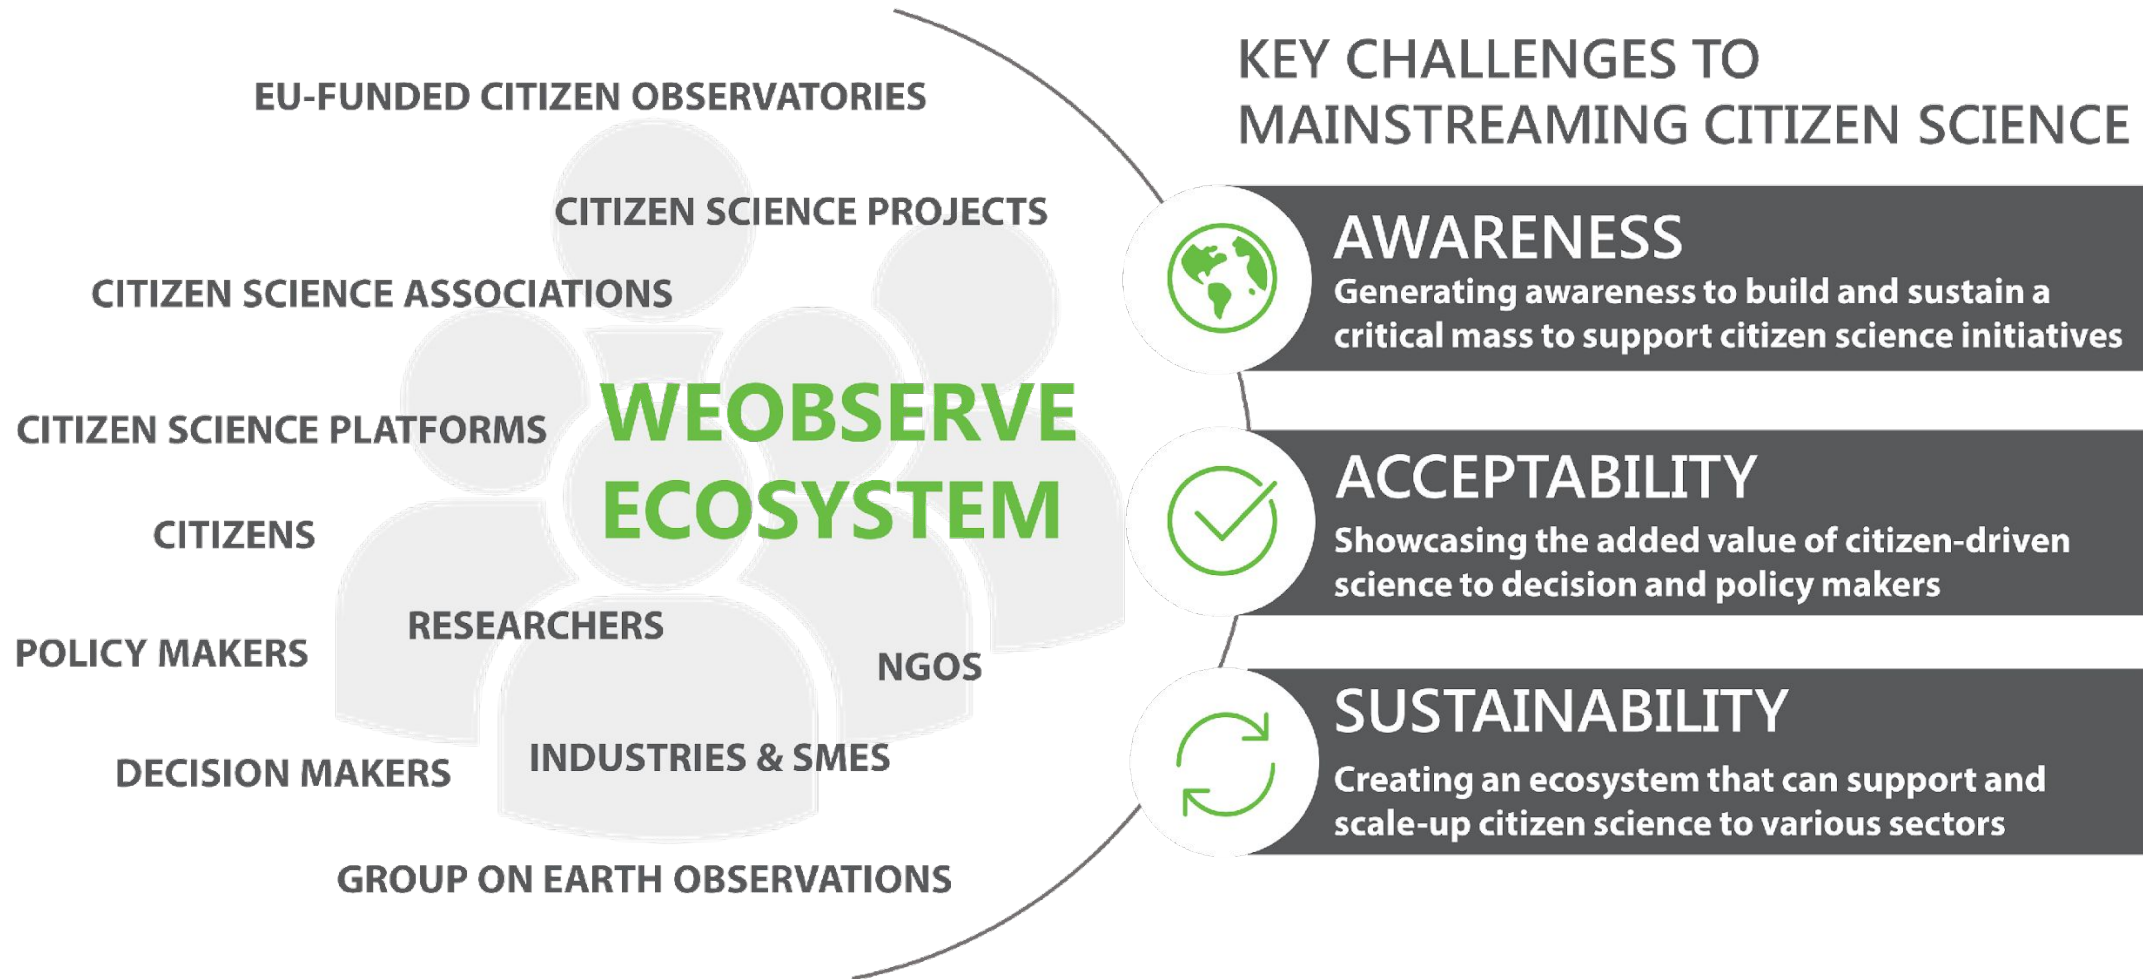 EU-FUNDED CITIZEN OBSERVATORIES
CITIZEN SCIENCE PROJECTS
CITIZEN SCIENCE ASSOCIATIONS
CITIZEN SCIENCE PLATFORMS
WEOBSERVE
ECOSYSTEM
CITIZENS
RESEARCHERS
POLICY MAKERS
NGOS
DECISION MAKERS
INDUSTRIES & SMES
GROUP ON EARTH OBSERVATIONS
KEY CHALLENGES TO
MAINSTREAMING CITIZEN SCIENCE
AWARENESS
Generating awareness to build and sustain a
critical mass to support citizen science initiatives
ACCEPTABILITY
Showcasing the added value of citizen-driven
science to decision and policy makers
SUSTAINABILITY
Creating an ecosystem that can support and
scale-up citizen science to various sectors